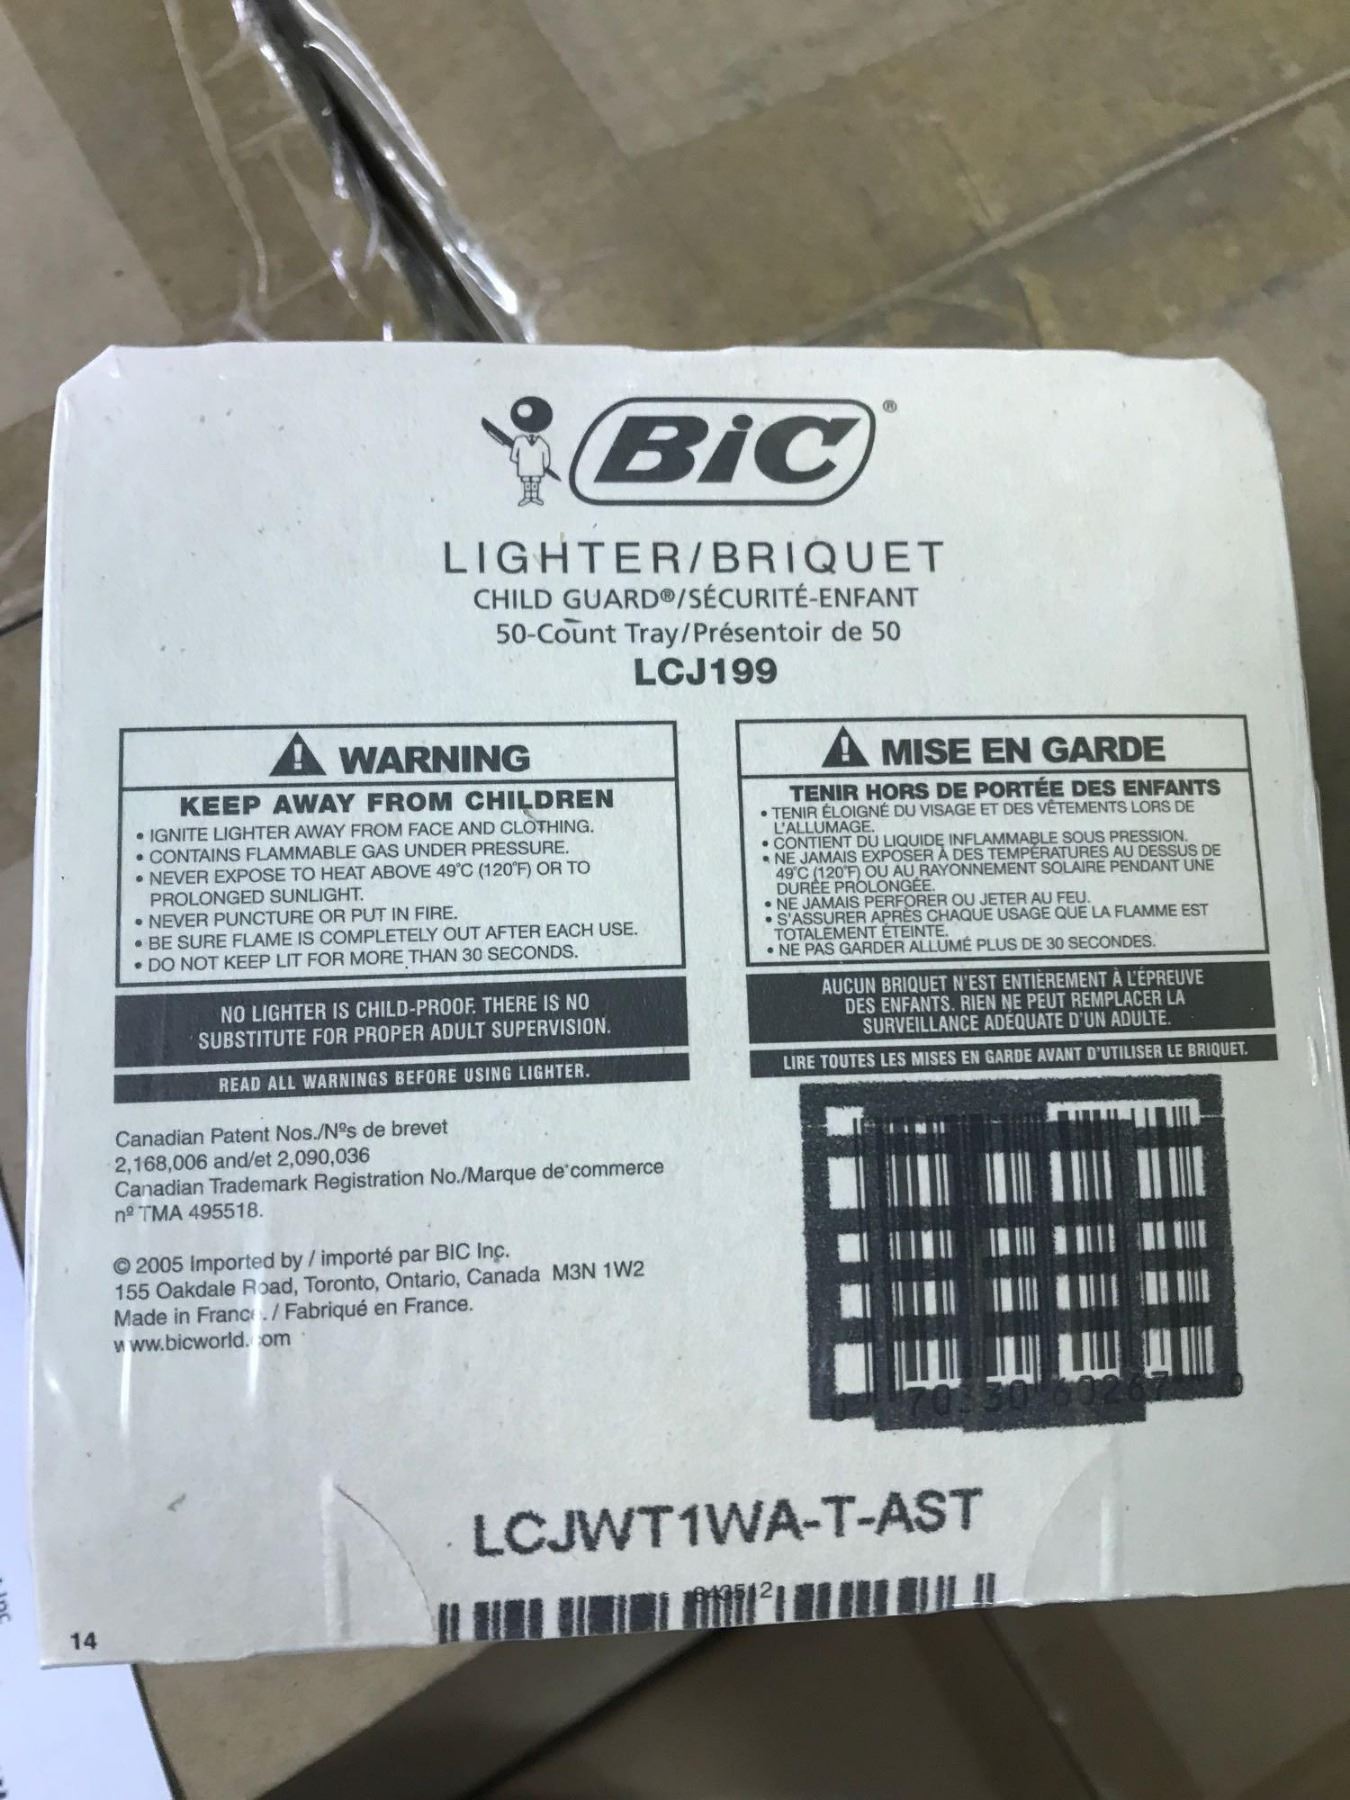 BiC®
LIGHTER/BRIQUET
CHILD GUARD®/SÉCURITÉ-ENFANT
50-Count Tray/Présentoir de 50
LCJ199
WARNING
KEEP AWAY FROM CHILDREN
• IGNITE LIGHTER AWAY FROM FACE AND CLOTHING.
• CONTAINS FLAMMABLE GAS UNDER PRESSURE.
• NEVER EXPOSE TO HEAT ABOVE 49°C (120°F) OR TO
PROLONGED SUNLIGHT.
• NEVER PUNCTURE OR PUT IN FIRE.
• BE SURE FLAME IS COMPLETELY OUT AFTER EACH USE.
• DO NOT KEEP LIT FOR MORE THAN 30 SECONDS.
NO LIGHTER IS CHILD-PROOF. THERE IS NO
SUBSTITUTE FOR PROPER ADULT SUPERVISION.
READ ALL WARNINGS BEFORE USING LIGHTER.
MISE EN GARDE
TENIR HORS DE PORTÉE DES ENFANTS
• TENIR ÉLOIGNÉ DU VISAGE ET DES VÊTEMENTS LORS DE
L'ALLUMAGE.
• CONTIENT DU LIQUIDE INFLAMMABLE SOUS PRESSION.
• NE JAMAIS EXPOSER À DES TEMPÉRATURES AU DESSUS DE
49°C (120°F) OU AU RAYONNEMENT SOLAIRE PENDANT UNE
DURÉE PROLONGÉE.
• NE JAMAIS PERFORER OU JETER AU FEU.
• S'ASSURER APRÈS CHAQUE USAGE QUE LA FLAMME EST
TOTALEMENT ÉTEINTE.
• NE PAS GARDER ALLUMÉ PLUS DE 30 SECONDES.
AUCUN BRIQUET N'EST ENTIÈREMENT À L'ÉPREUVE
DES ENFANTS. RIEN NE PEUT REMPLACER LA
SURVEILLANCE ADÉQUATE D'UN ADULTE.
LIRE TOUTES LES MISES EN GARDE AVANT D'UTILISER LE BRIQUET.
Canadian Patent Nos./Nºs de brevet
2,168,006 and/et 2,090,036
Canadian Trademark Registration No./Marque de commerce
nº TMA 495518.
© 2005 Imported by / importé par BIC Inc.
155 Oakdale Road, Toronto, Ontario, Canada M3N 1W2
Made in France. / Fabriqué en France.
www.bicworld.com
0 70330 60267 0
LCJWT1WA-T-AST
14